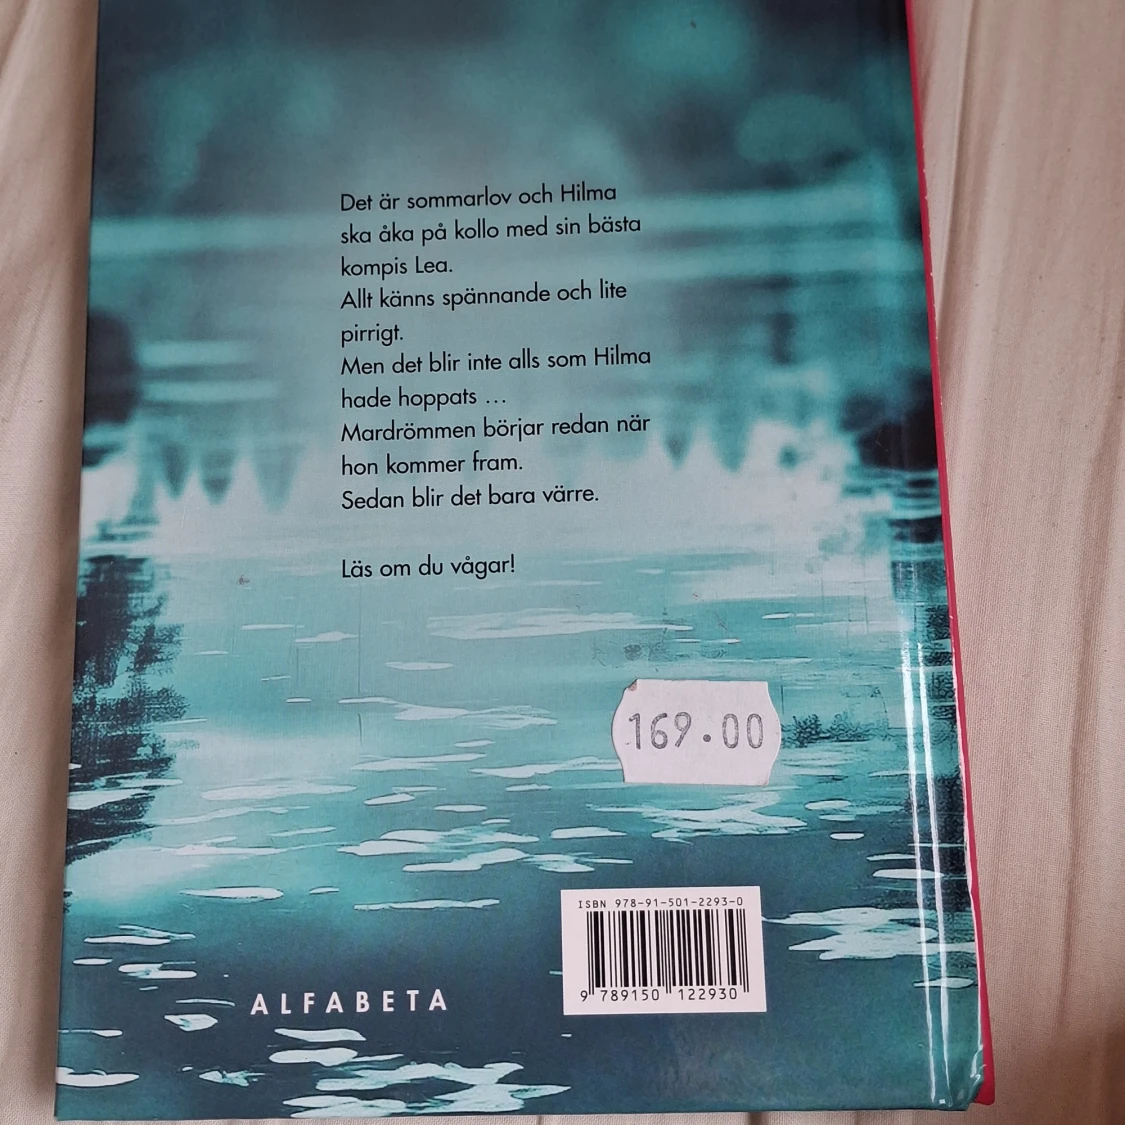 Det är sommarlov och Hilma
ska åka på kollo med sin bästa
kompis Lea.
Allt känns spännande och lite
pirrigt.
Men det blir inte alls som Hilma
hade hoppats ...
Mardrömmen börjar redan när
hon kommer fram.
Sedan blir det bara värre.
Läs om du vågar!
169.00
ISBN 978-91-501-2293-0
9 789150 122930
ALFABETA